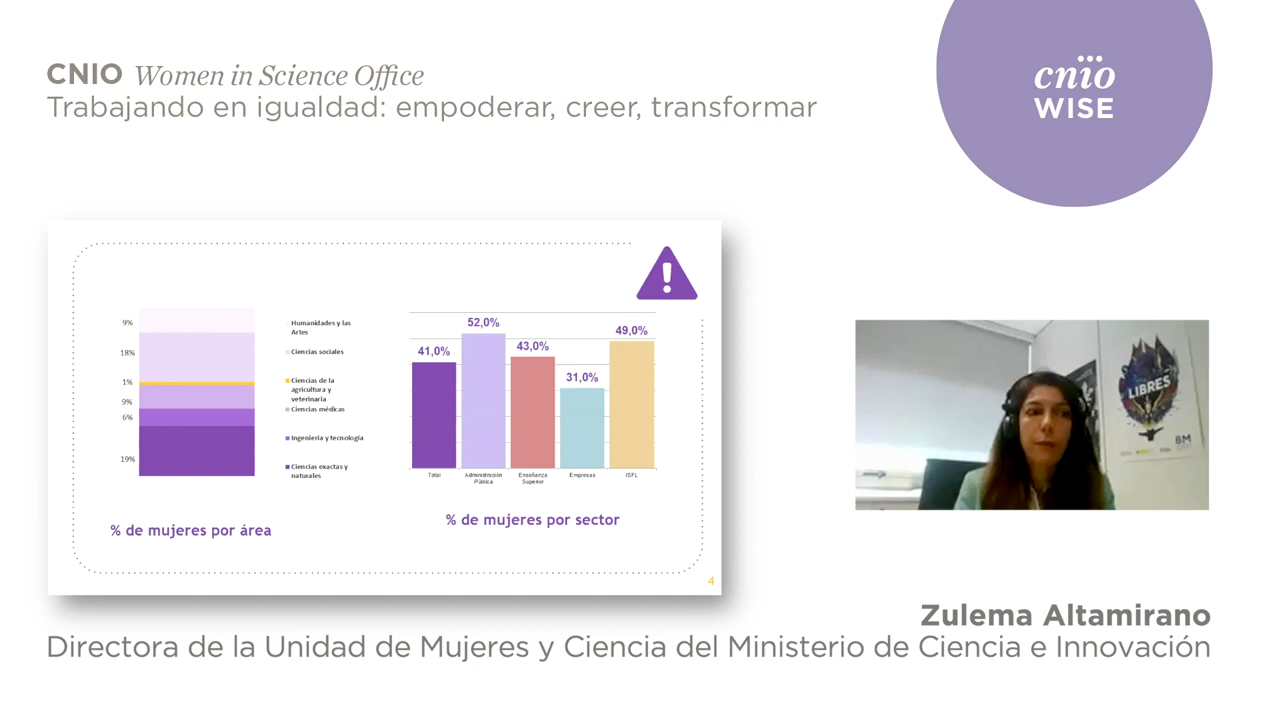 CNIO Women in Science Office
Trabajando en igualdad: empoderar, creer, transformar
cnio
WISE
9%
18%
1%
9%
6%
19%
Humanidades y las
Artes
Ciencias sociales
Ciencias de la
agricultura y
veterinaria
Ciencias médicas
Ingeniería y tecnología
Ciencias exactas y
naturales
% de mujeres por área
41,0%
52,0%
43,0%
31,0%
49,0%
Total
Administración
Pública
Enseñanza
Superior
Empresas
ISFL
% de mujeres por sector
4
LIBRES
8M
Zulema Altamirano
Directora de la Unidad de Mujeres y Ciencia del Ministerio de Ciencia e Innovación